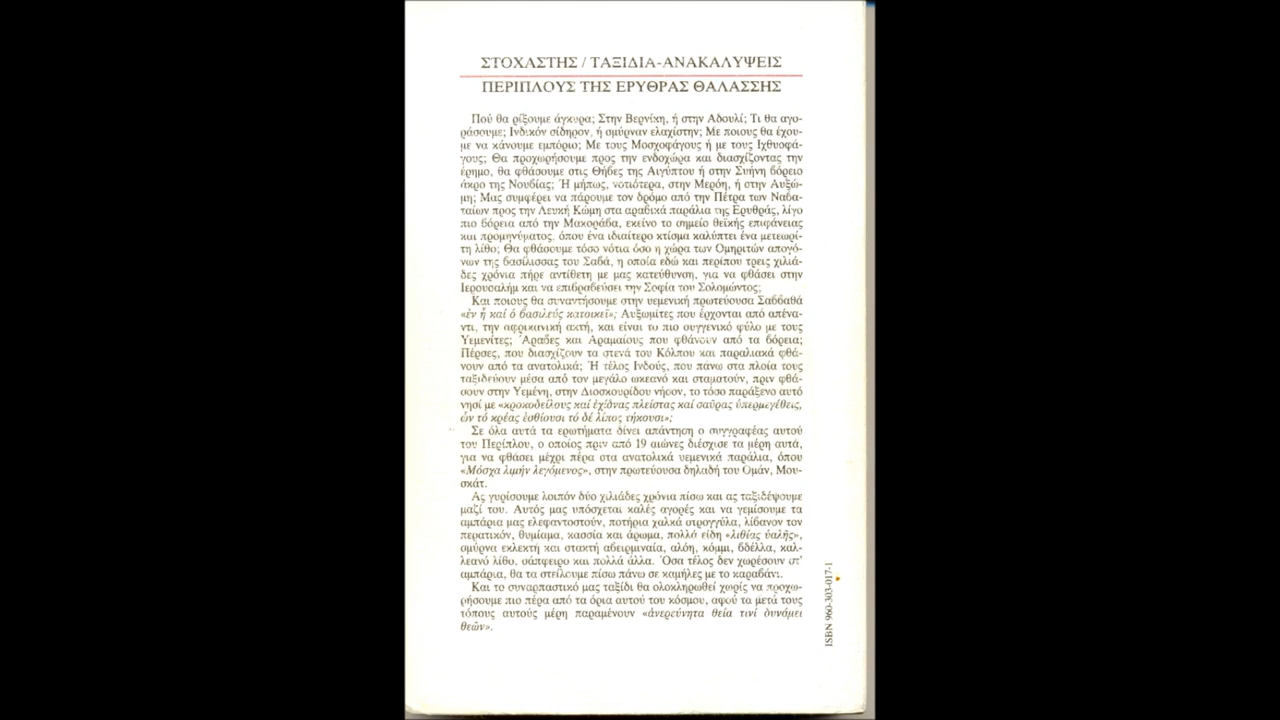 ΣΤΟΧΑΣΤΗΣ / ΤΑΞΙΔΙΑ-ΑΝΑΚΑΛΥΨΕΙΣ
ΠΕΡΙΠΛΟΥΣ ΤΗΣ ΕΡΥΘΡΑΣ ΘΑΛΑΣΣΗΣ
Πού θα ρίξουμε άγκυρα; Στην Βερνίκη, ή στην Αδουλί; Τι θα αγο-
ράσουμε; Ινδικόν σίδηρον, ή σμύρναν ελαχίστην; Με ποιους θα έχου-
με να κάνουμε εμπόριο; Με τους Μοσχοφάγους ή με τους Ιχθυοφά-
γους; Θα προχωρήσουμε προς την ενδοχώρα και διασχίζοντας την
έρημο, θα φθάσουμε στις Θήβες της Αιγύπτου ή στην Συήνη βόρειο
άκρο της Νουβίας; Ή μήπως, νοτιότερα, στην Μερόη, ή στην Αυξώ-
μη; Μας συμφέρει να πάρουμε τον δρόμο από την Πέτρα των Ναβα-
ταίων προς την Λευκή Κώμη στα αραβικά παράλια της Ερυθράς, λίγο
πιο βόρεια από την Μακοράβα, εκείνο το σημείο θεϊκής επιφάνειας
και προμηνύματος, όπου ένα ιδιαίτερο κτίσμα καλύπτει ένα μετεωρί-
τη λίθο; Θα φθάσουμε τόσο νότια όσο η χώρα των Ομηριτών απογό-
νων της βασίλισσας του Σαβά, η οποία εδώ και περίπου τρεις χιλιά-
δες χρόνια πήρε αντίθετη με μας κατεύθυνση, για να φθάσει στην
Ιερουσαλήμ και να επιβραβεύσει την Σοφία του Σολομώντος;
Και ποιους θα συναντήσουμε στην υεμενική πρωτεύουσα Σαββαθά
«ἐν ᾗ καί ὁ βασιλεύς κατοικεῖ»; Αυξωμίτες που έρχονται από απένα-
ντι, την αφρικανική ακτή, και είναι το πιο συγγενικό φύλο με τους
Υεμενίτες; Άραβες και Αραμαίους που φθάνουν από τα βόρεια;
Πέρσες, που διασχίζουν τα στενά του Κόλπου και παραλιακά φθά-
νουν από τα ανατολικά; Ή τέλος Ινδούς, που πάνω στα πλοία τους
ταξιδεύουν μέσα από τον μεγάλο ωκεανό και σταματούν, πριν φθά-
σουν στην Υεμένη, στην Διοσκουρίδου νήσον, το τόσο παράξενο αυτό
νησί με «κροκοδείλους καί ἐχίδνας πλείστας καί σαῦρας ὑπερμεγέθεις,
ὧν τό κρέας ἐσθίουσι τό δέ λίπος τήκουσι»;
Σε όλα αυτά τα ερωτήματα δίνει απάντηση ο συγγραφέας αυτού
του Περίπλου, ο οποίος πριν από 19 αιώνες διέσχισε τα μέρη αυτά,
για να φθάσει μέχρι πέρα στα ανατολικά υεμενικά παράλια, όπου
«Μόσχα λιμήν λεγόμενος», στην πρωτεύουσα δηλαδή του Ομάν, Μου-
σκάτ.
Ας γυρίσουμε λοιπόν δύο χιλιάδες χρόνια πίσω και ας ταξιδέψουμε
μαζί του. Αυτός μας υπόσχεται καλές αγορές και να γεμίσουμε τα
αμπάρια μας ελεφαντοστούν, ποτήρια χαλκά στρογγύλα, λίβανον τον
περατικόν, θυμίαμα, κασσία και άρωμα, πολλά είδη «λιθίας ὑαλῆς»,
σμύρνα εκλεκτή και στακτή αβειρμιναία, αλόη, κόμμι, βδέλλα, καλ-
λεανό λίθο, σάπφειρο και πολλά άλλα. Όσα τέλος δεν χωρέσουν στ'
αμπάρια, θα τα στείλουμε πίσω πάνω σε καμήλες με το καραβάνι.
Και το συναρπαστικό μας ταξίδι θα ολοκληρωθεί χωρίς να προχω-
ρήσουμε πιο πέρα από τα όρια αυτού του κόσμου, αφού τα μετά τους
τόπους αυτούς μέρη παραμένουν «ἀνερεύνητα θεία τινί δυνάμει
θεῶν».
ISBN 960-303-017-1